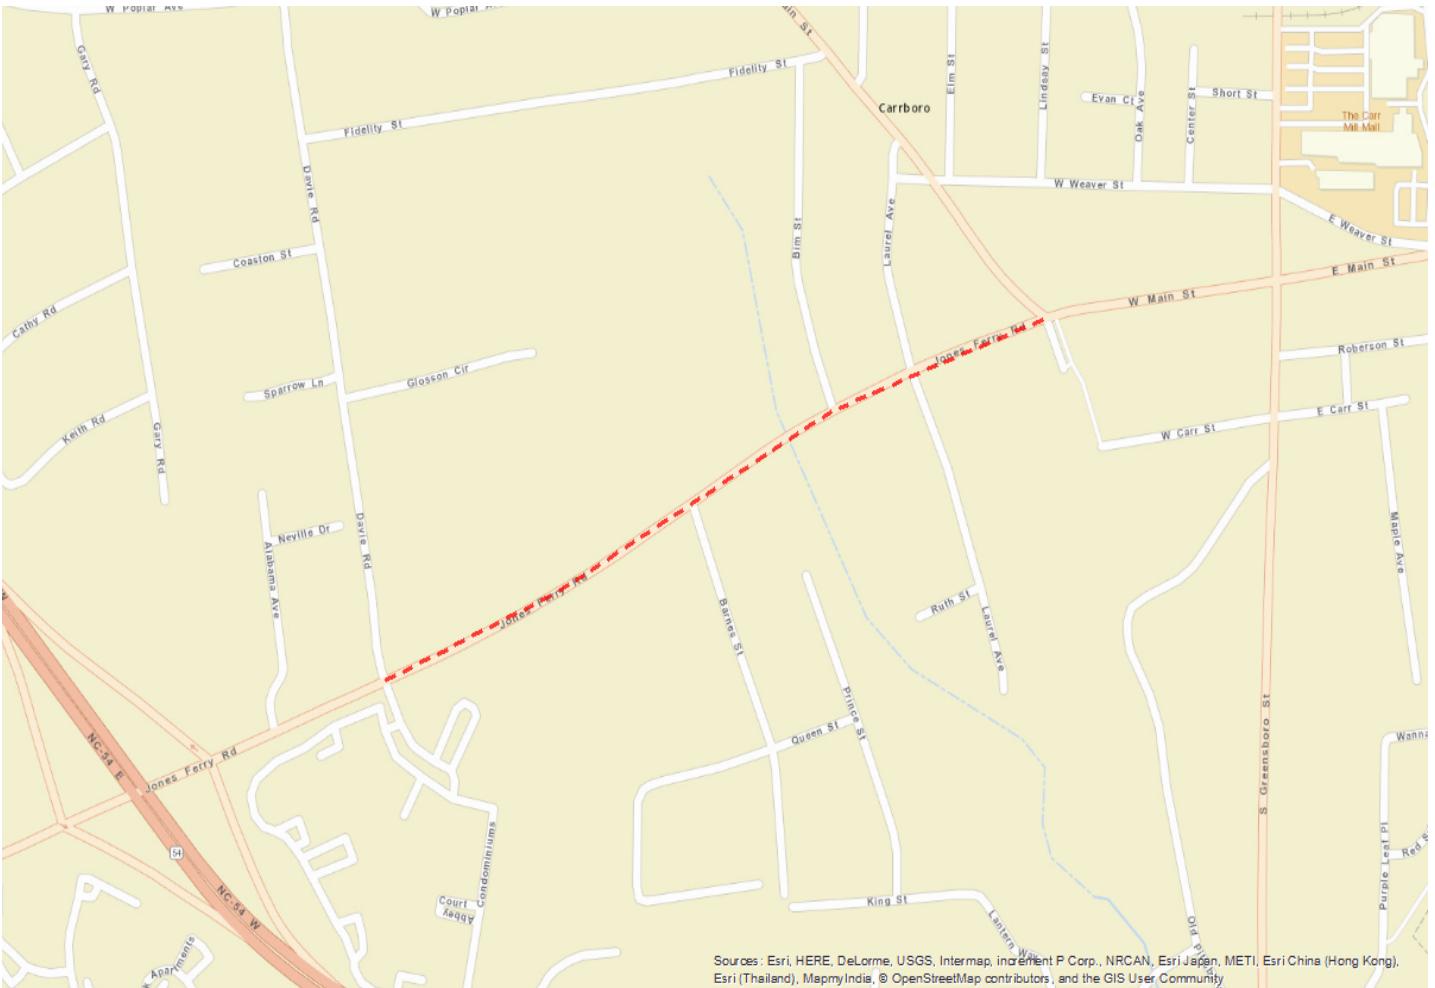 W Poplar Ave
W Poplar
Gary Rd
Fidelity St
Fidelity St
Elm St
Lindsay St
Evan Ct
Oak Ave
Center St
Short St
Carrboro
The Carr
Mill Mall
W Weaver St
E Weaver St
Davie Rd
Laurel Ave
Bim St
Coaston St
E Main St
W Main St
Cathy Rd
Jones Ferry Rd
Roberson St
Sparrow Ln
Glosson Cir
E Carr St
W Carr St
Keith Rd
Gary Rd
Neville Dr
Davie Rd
Alabama Ave
Maple Ave
Jones Ferry Rd
Barnes St
Ruth St
Laurel Ave
Prince St
Queen St
S Greensboro St
NC-54 E
Jones Ferry Rd
54
Condominiums
Purple Leaf Pl
Court
Abbey
NC-54 W
King St
Apartments
Sources: Esri, HERE, DeLorme, USGS, Intermap, increment P Corp., NRCAN, Esri Japan, METI, Esri China (Hong Kong),
Esri (Thailand), MapmyIndia, © OpenStreetMap contributors, and the GIS User Community